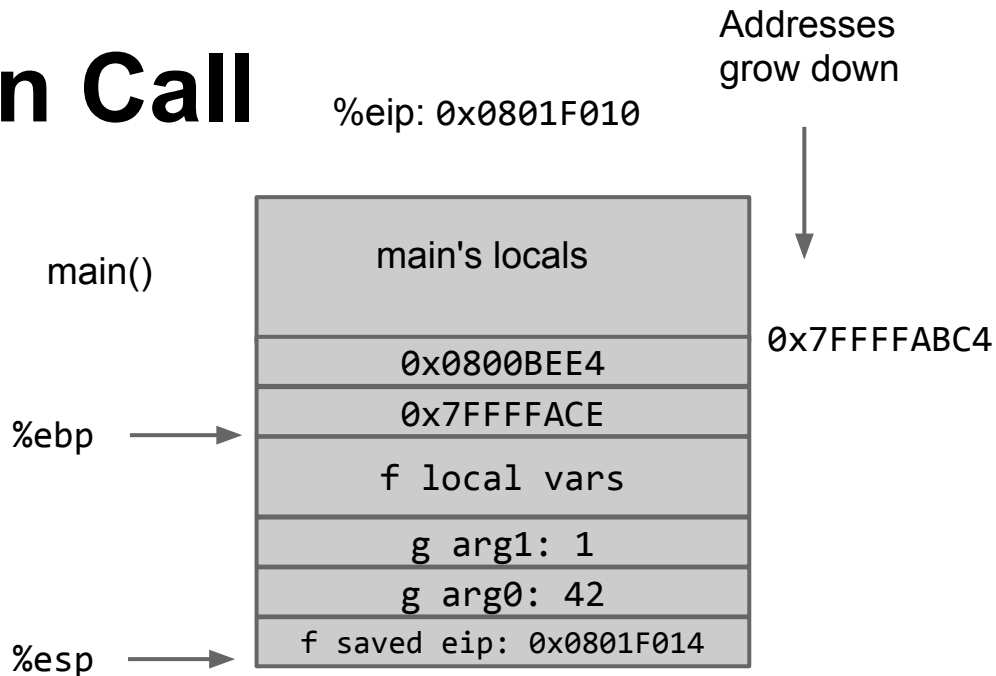 n Call
Addresses
grow down
%eip: 0x0801F010
main()
main's locals
0x7FFFFABC4
0x0800BEE4
0x7FFFFACE
%ebp
f local vars
g arg1: 1
g arg0: 42
%esp
f saved eip: 0x0801F014